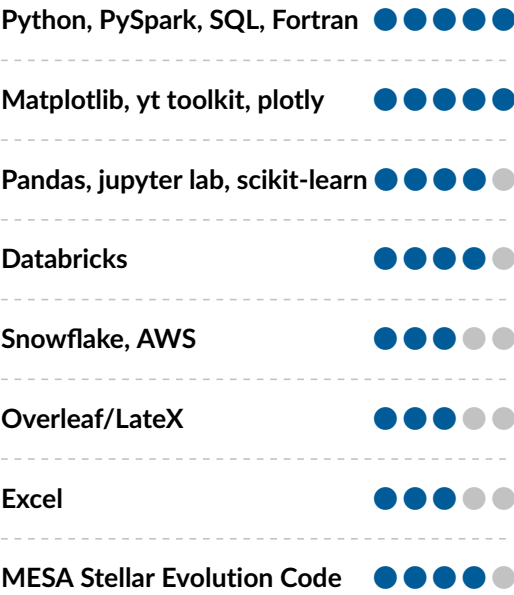 Python, PySpark, SQL, Fortran
Matplotlib, yt toolkit, plotly
Pandas, jupyter lab, scikit-learn
Databricks
Snowflake, AWS
Overleaf/LateX
Excel
MESA Stellar Evolution Code